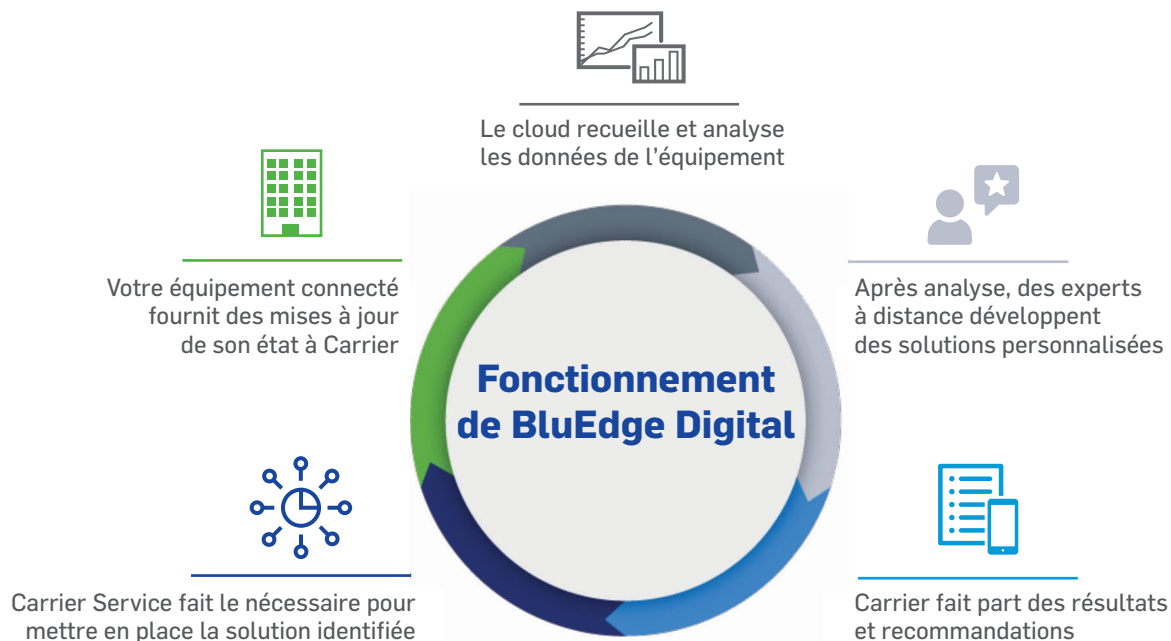 Le cloud recueille et analyse
les données de l'équipement
Votre équipement connecté
fournit des mises à jour
de son état à Carrier
Après analyse, des experts
à distance développent
des solutions personnalisées
Fonctionnement
de BluEdge Digital
Carrier Service fait le nécessaire pour
mettre en place la solution identifiée
Carrier fait part des résultats
et recommandations